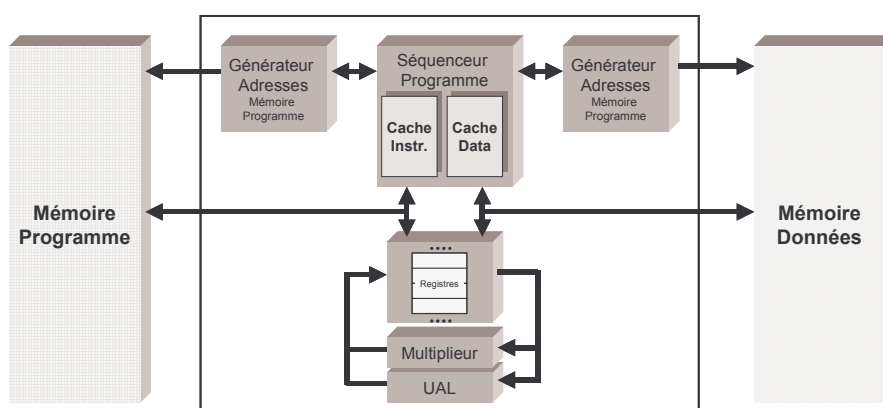 Mémoire
Programme
Générateur
Adresses
Mémoire
Programme
Séquenceur
Programme
Cache
Instr.
Cache
Data
Générateur
Adresses
Mémoire
Programme
Mémoire
Données
Registres
Multiplieur
UAL